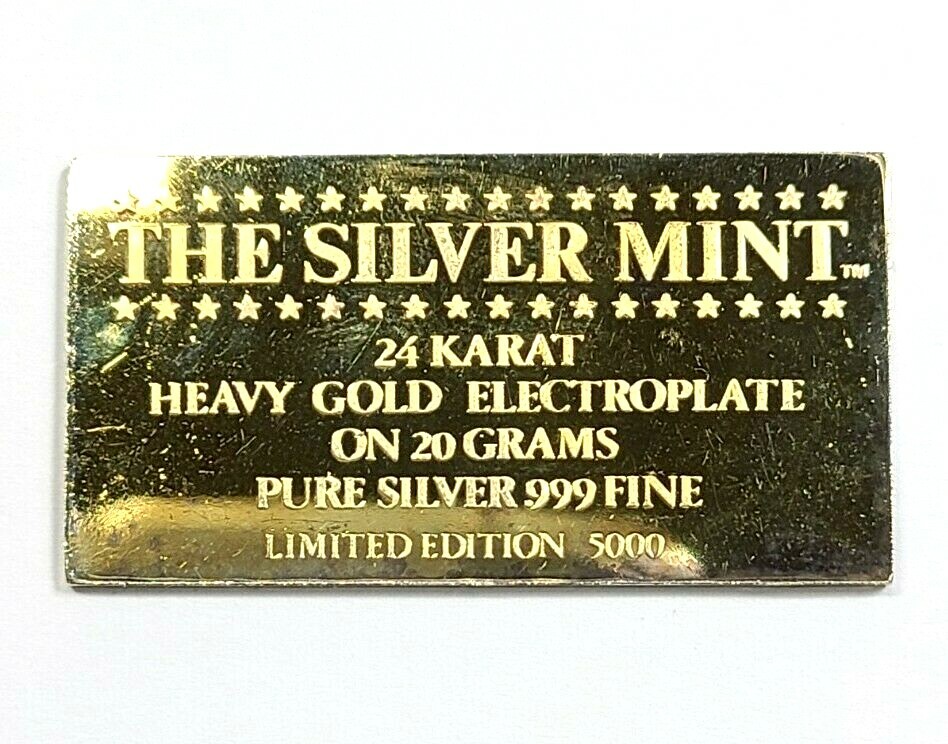 THE SILVER MINT™
24 KARAT
HEAVY GOLD ELECTROPLATE
ON 20 GRAMS
PURE SILVER .999 FINE
LIMITED EDITION 5000